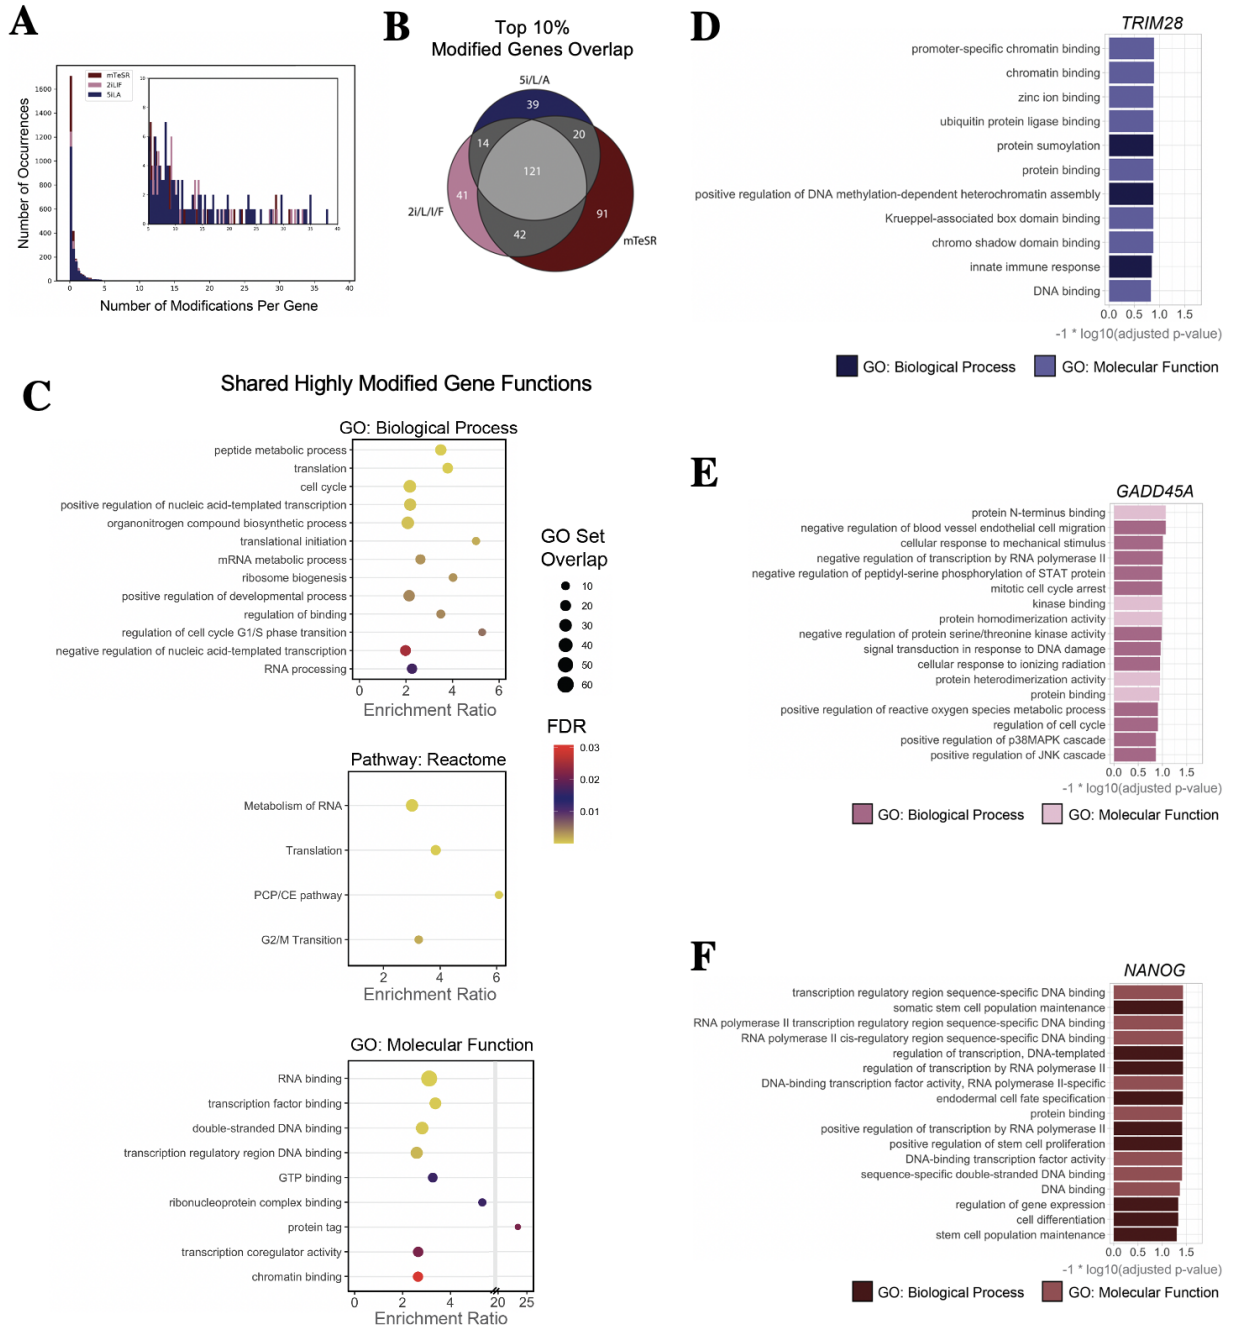 A
Number of Occurrences
1600
1400
1200
1000
800
600
400
200
0
0 5 10 15 20 25 30 35 40
Number of Modifications Per Gene
mTeSR
2iLIF
5iLA
10
8
6
4
2
0
5 10 15 20 25 30 35 40
B
Top 10%
Modified Genes Overlap
5i/L/A
39
14
20
121
41
91
2i/L/I/F
42
mTeSR
C
Shared Highly Modified Gene Functions
GO: Biological Process
peptide metabolic process
translation
cell cycle
positive regulation of nucleic acid-templated transcription
organonitrogen compound biosynthetic process
translational initiation
mRNA metabolic process
ribosome biogenesis
positive regulation of developmental process
regulation of binding
regulation of cell cycle G1/S phase transition
negative regulation of nucleic acid-templated transcription
RNA processing
0 2 4 6
Enrichment Ratio
GO Set
Overlap
10
20
30
40
50
60
FDR
0.03
0.02
0.01
Pathway: Reactome
Metabolism of RNA
Translation
PCP/CE pathway
G2/M Transition
2 4 6
Enrichment Ratio
GO: Molecular Function
RNA binding
transcription factor binding
double-stranded DNA binding
transcription regulatory region DNA binding
GTP binding
ribonucleoprotein complex binding
protein tag
transcription coregulator activity
chromatin binding
0 2 4 20 25
Enrichment Ratio
D
TRIM28
promoter-specific chromatin binding
chromatin binding
zinc ion binding
ubiquitin protein ligase binding
protein sumoylation
protein binding
positive regulation of DNA methylation-dependent heterochromatin assembly
Krueppel-associated box domain binding
chromo shadow domain binding
innate immune response
DNA binding
0.0 0.5 1.0 1.5
-1 * log10(adjusted p-value)
GO: Biological Process GO: Molecular Function
E
GADD45A
protein N-terminus binding
negative regulation of blood vessel endothelial cell migration
cellular response to mechanical stimulus
negative regulation of transcription by RNA polymerase II
negative regulation of peptidyl-serine phosphorylation of STAT protein
mitotic cell cycle arrest
kinase binding
protein homodimerization activity
negative regulation of protein serine/threonine kinase activity
signal transduction in response to DNA damage
cellular response to ionizing radiation
protein heterodimerization activity
protein binding
positive regulation of reactive oxygen species metabolic process
regulation of cell cycle
positive regulation of p38MAPK cascade
positive regulation of JNK cascade
0.0 0.5 1.0 1.5
-1 * log10(adjusted p-value)
GO: Biological Process GO: Molecular Function
F
NANOG
transcription regulatory region sequence-specific DNA binding
somatic stem cell population maintenance
RNA polymerase II transcription regulatory region sequence-specific DNA binding
RNA polymerase II cis-regulatory region sequence-specific DNA binding
regulation of transcription, DNA-templated
regulation of transcription by RNA polymerase II
DNA-binding transcription factor activity, RNA polymerase II-specific
endodermal cell fate specification
protein binding
positive regulation of transcription by RNA polymerase II
positive regulation of stem cell proliferation
DNA-binding transcription factor activity
sequence-specific double-stranded DNA binding
DNA binding
regulation of gene expression
cell differentiation
stem cell population maintenance
0.0 0.5 1.0 1.5
-1 * log10(adjusted p-value)
GO: Biological Process GO: Molecular Function